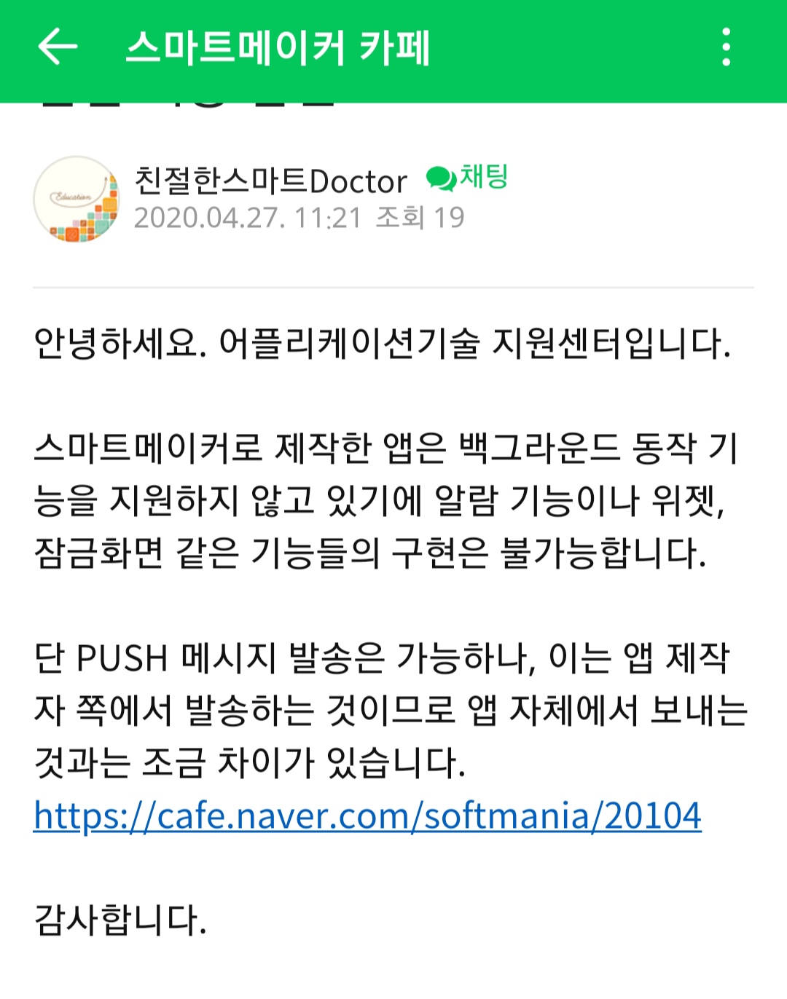 스마트메이커 카페
Education
친절한스마트Doctor 채팅
2020.04.27. 11:21 조회 19
안녕하세요. 어플리케이션기술 지원센터입니다.
스마트메이커로 제작한 앱은 백그라운드 동작 기
능을 지원하지 않고 있기에 알람 기능이나 위젯,
잠금화면 같은 기능들의 구현은 불가능합니다.
단 PUSH 메시지 발송은 가능하나, 이는 앱 제작
자 쪽에서 발송하는 것이므로 앱 자체에서 보내는
것과는 조금 차이가 있습니다.
https://cafe.naver.com/softmania/20104
감사합니다.